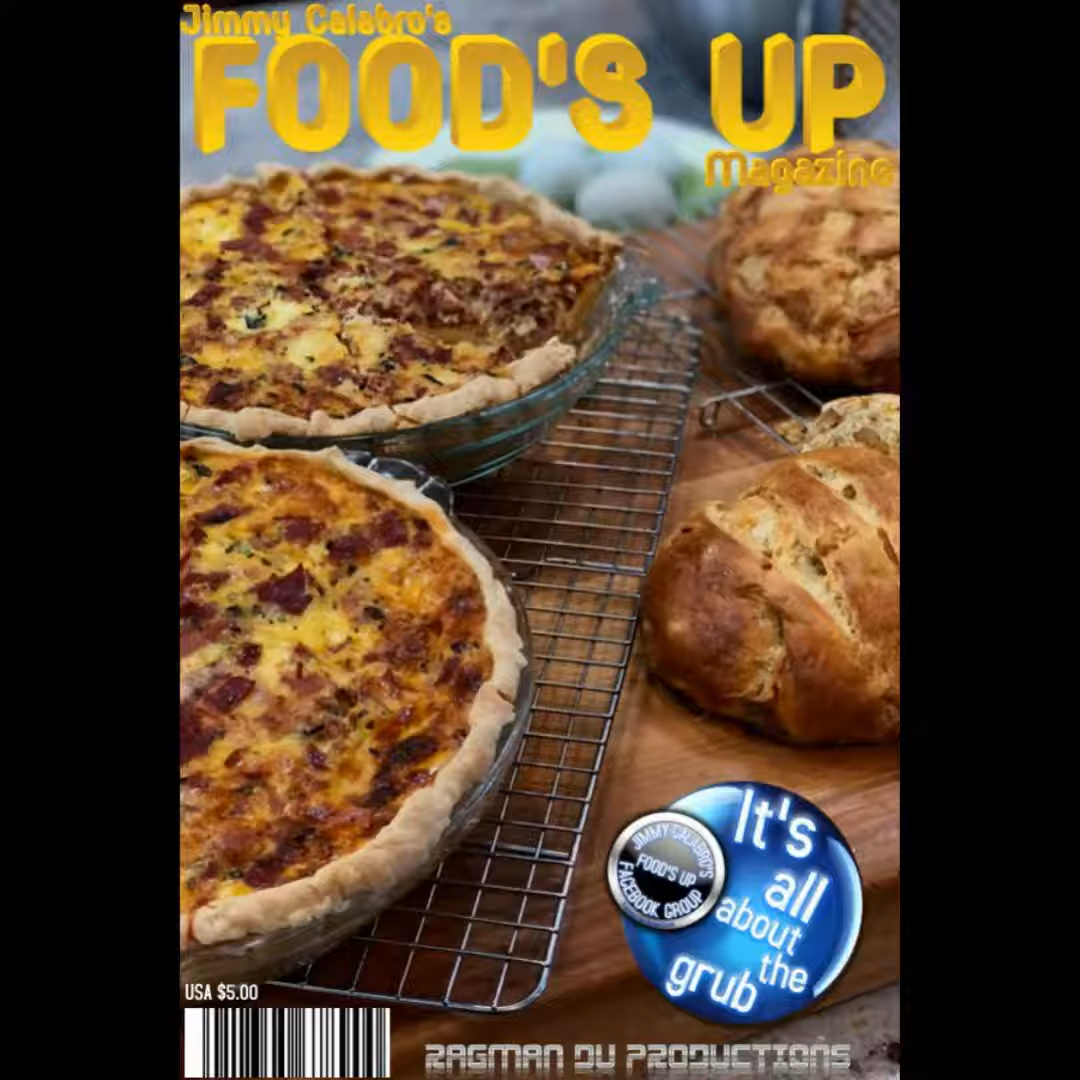 Jimmy Calabro's
FOOD'S UP
Magazine
It's
all
about
the
grub
JIMMY CALABRO'S
FOOD'S UP
FACEBOOK GROUP
USA $5.00
RAGMAN DU PRODUCTIONS